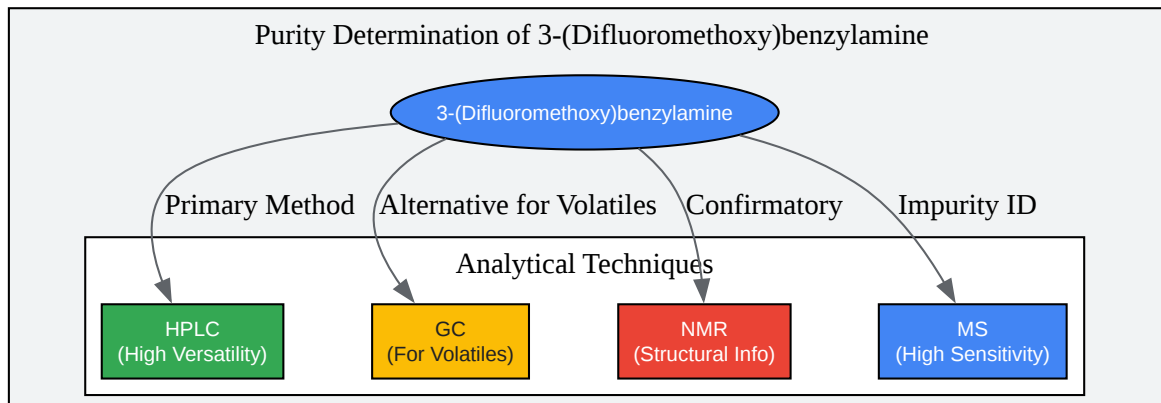 Purity Determination of 3-(Difluoromethoxy)benzylamine
3-(Difluoromethoxy)benzylamine
Primary Method
Alternative for Volatiles
Confirmatory
Impurity ID
Analytical Techniques
HPLC
(High Versatility)
GC
(For Volatiles)
NMR
(Structural Info)
MS
(High Sensitivity)